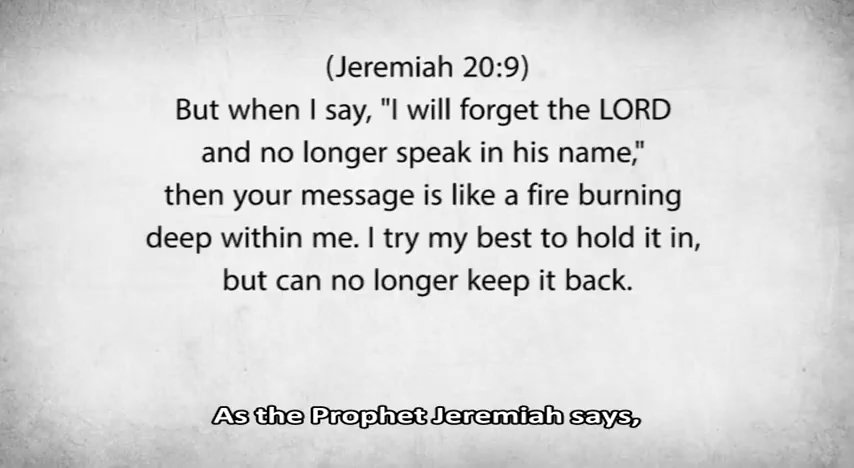 (Jeremiah 20:9)
But when I say, "I will forget the LORD
and no longer speak in his name,"
then your message is like a fire burning
deep within me. I try my best to hold it in,
but can no longer keep it back.
As the Prophet Jeremiah says,